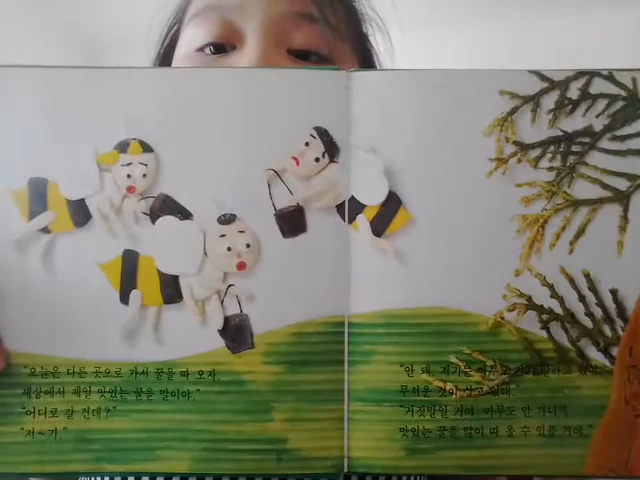 "오늘은 다른 곳으로 가서 꿀을 따 오자.
세상에서 제일 맛있는 꿀을 말이야."
"어디로 갈 건데?"
"저~기."
"안 돼, 저기는 아무도
무서운 것이 살고 있대."
"거짓말일 거야. 아무도 안 가니까
맛있는 꿀을 많이 따 올 수 있을 거야."